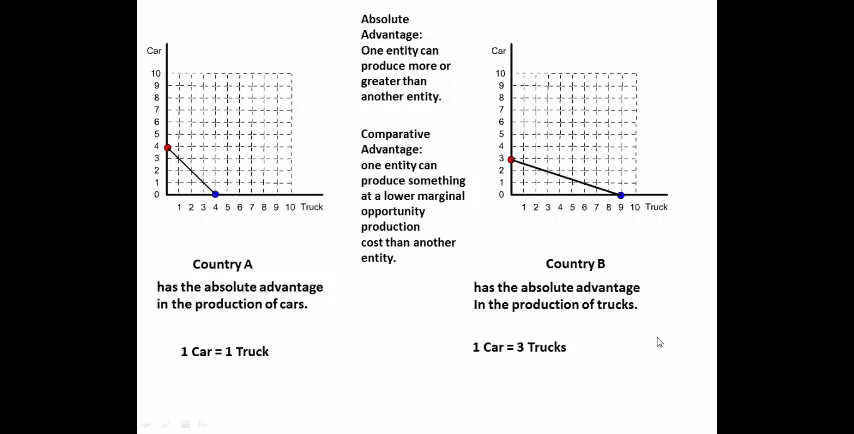 Absolute
Advantage:
One entity can
produce more or
greater than
another entity.
Comparative
Advantage:
one entity can
produce something
at a lower marginal
opportunity
production
cost than another
entity.
Car
10
9
8
7
6
5
4
3
2
1
0
1 2 3 4 5 6 7 8 9 10 Truck
Country A
has the absolute advantage
in the production of cars.
1 Car = 1 Truck
Car
10
9
8
7
6
5
4
3
2
1
0
1 2 3 4 5 6 7 8 9 10 Truck
Country B
has the absolute advantage
In the production of trucks.
1 Car = 3 Trucks